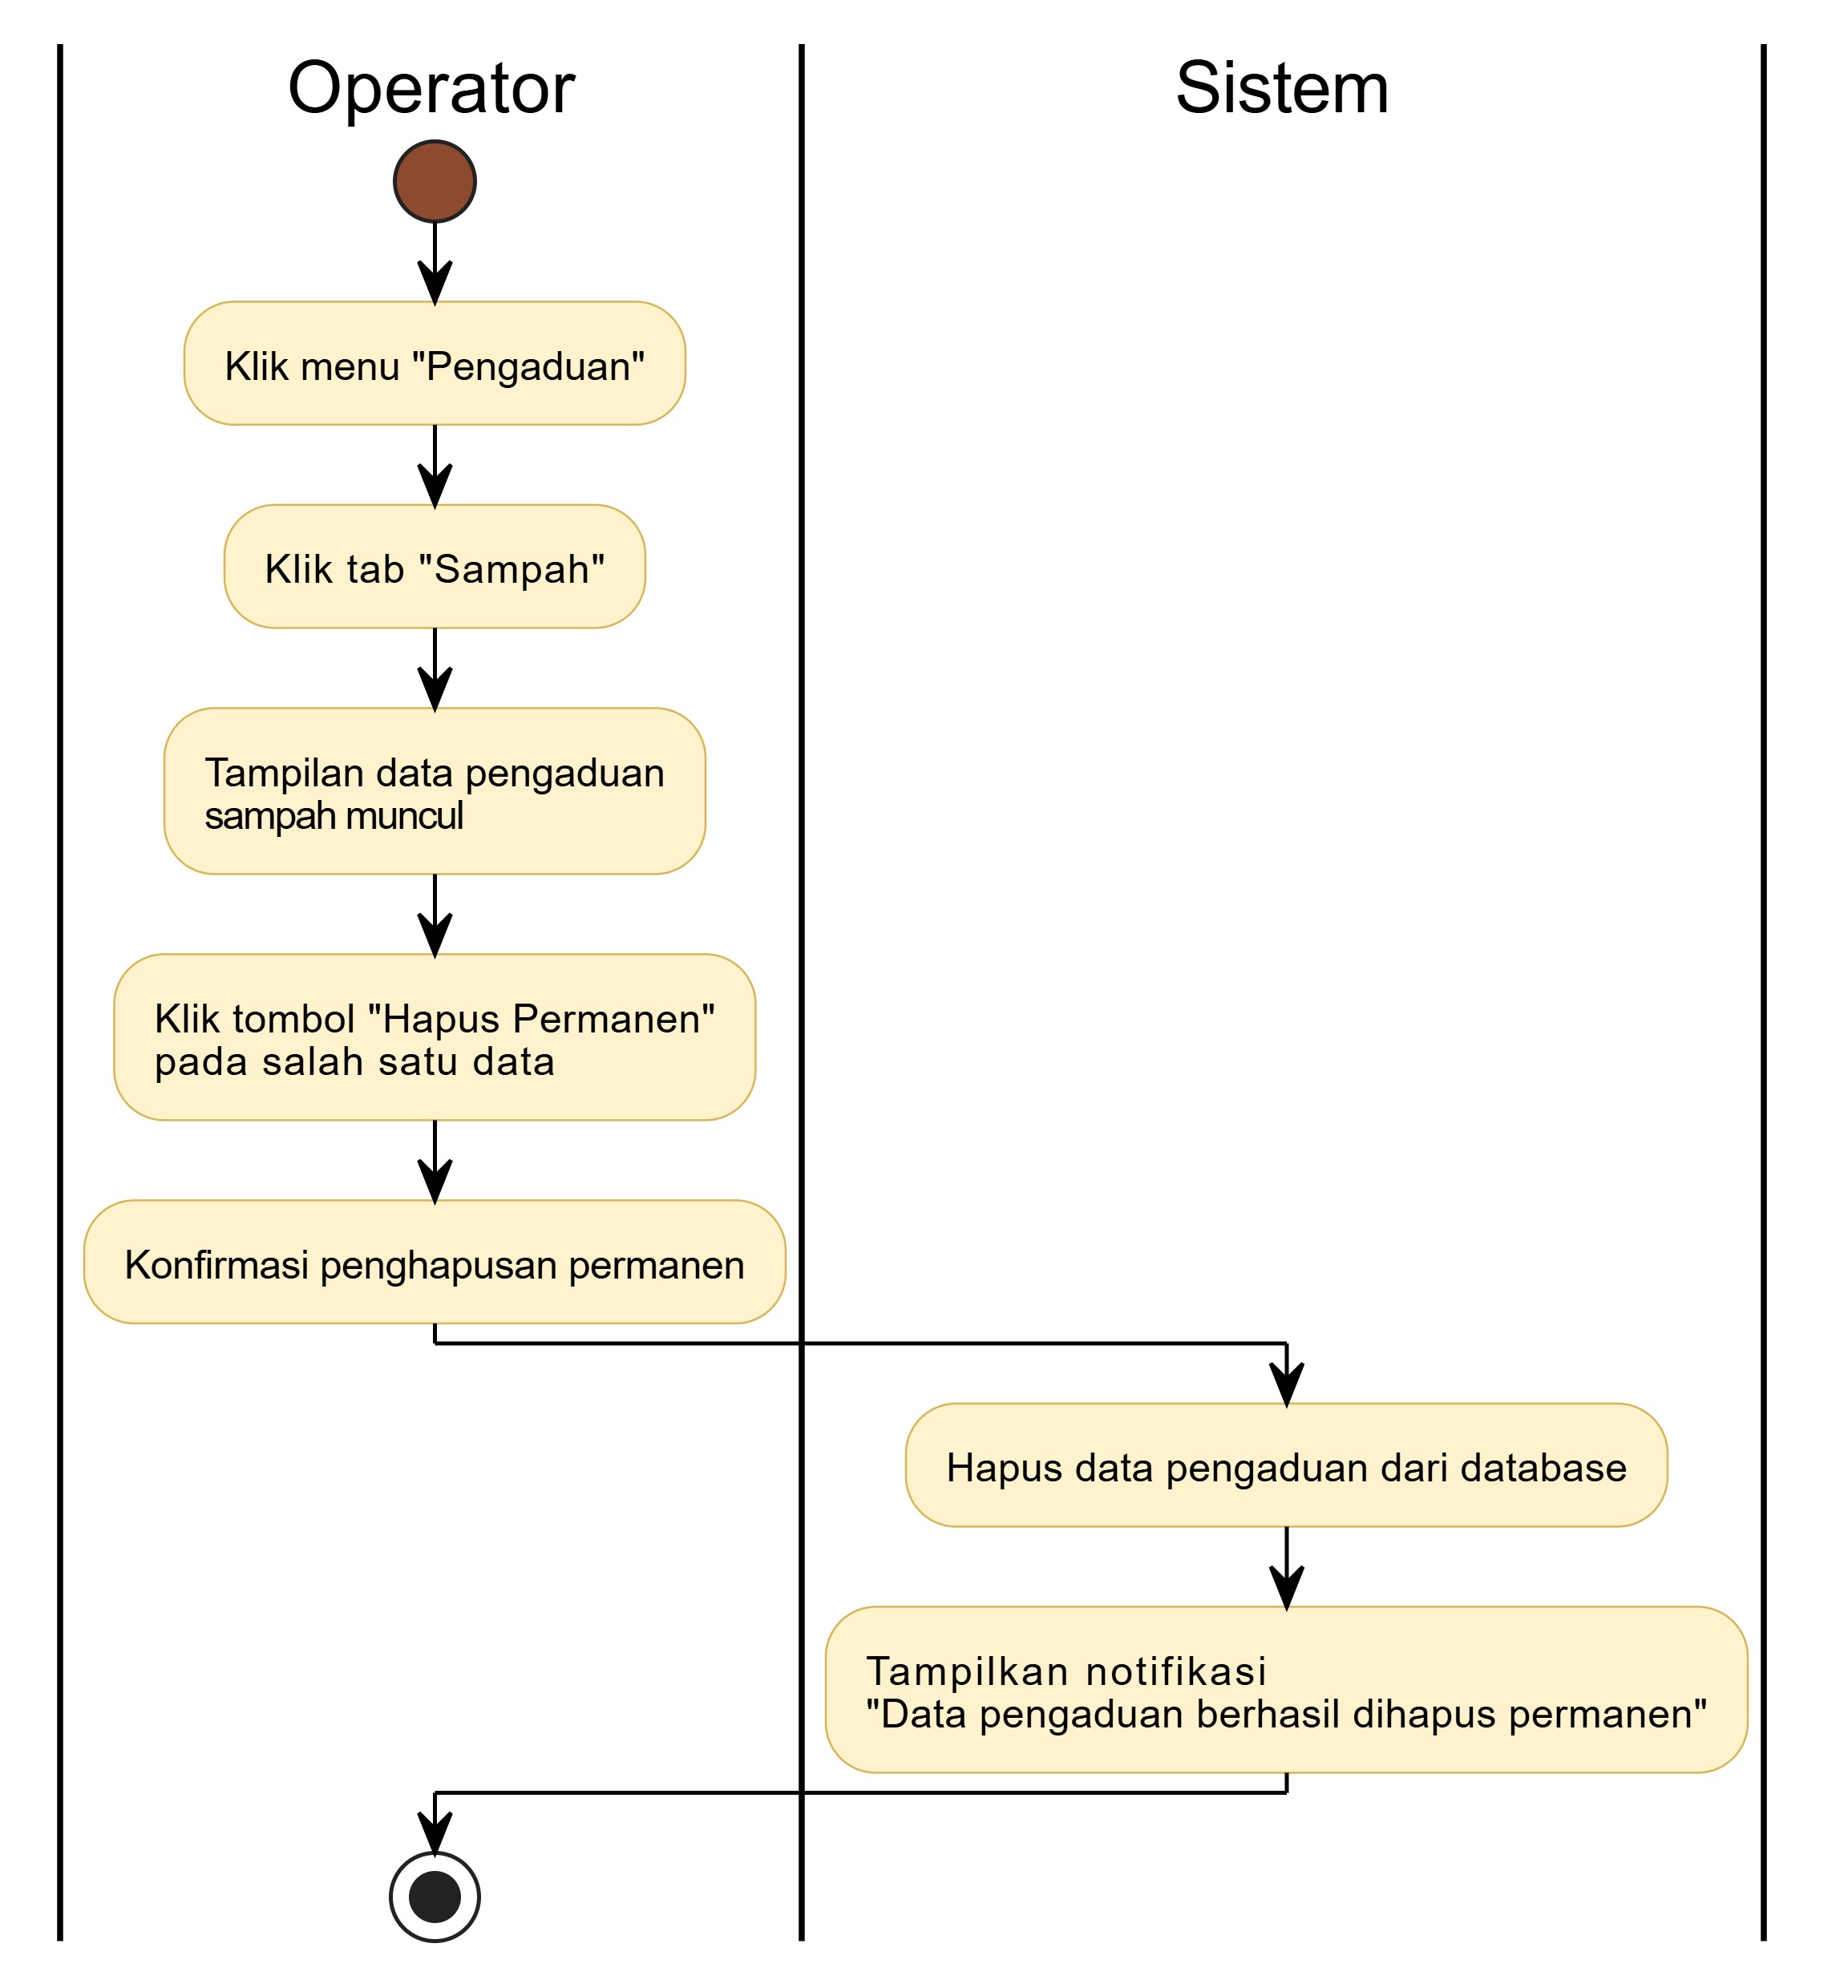 Operator
Sistem
Klik menu "Pengaduan"
Klik tab "Sampah"
Tampilan data pengaduan
sampah muncul
Klik tombol "Hapus Permanen"
pada salah satu data
Konfirmasi penghapusan permanen
Hapus data pengaduan dari database
Tampilkan notifikasi
"Data pengaduan berhasil dihapus permanen"